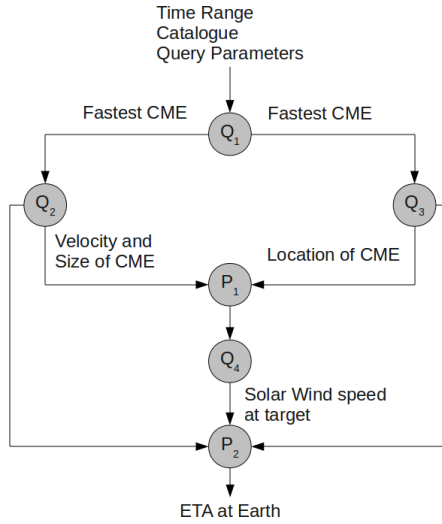 Time Range
Catalogue
Query Parameters
Fastest CME
Fastest CME
Q1
Q2
Q3
Velocity and
Size of CME
Location of CME
P1
Q4
Solar Wind speed
at target
P2
ETA at Earth